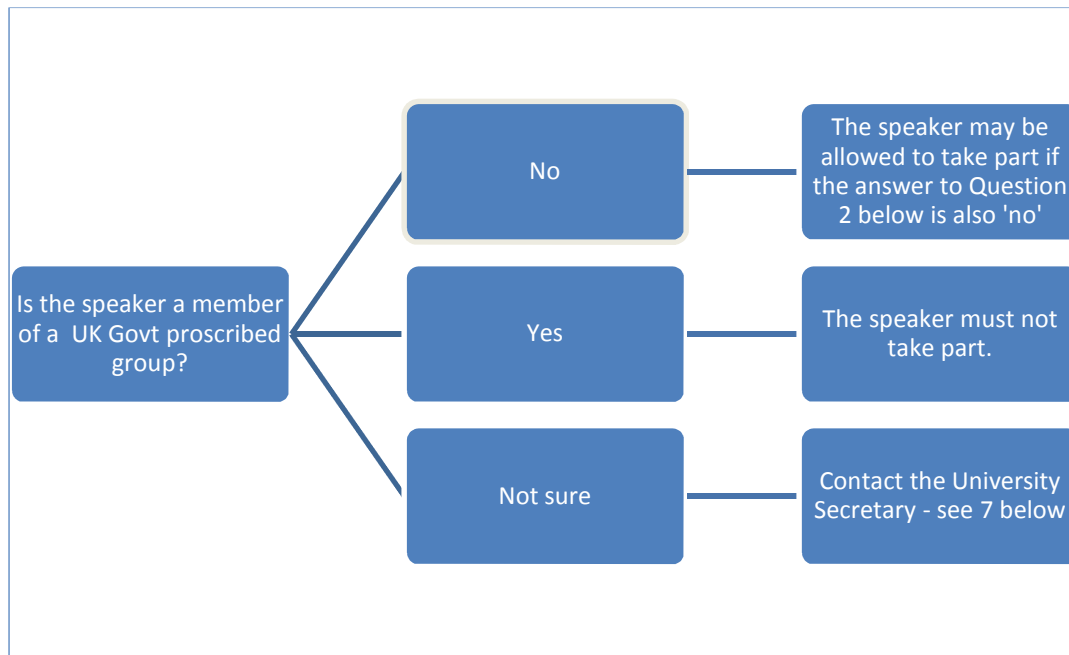 No
The speaker may be
allowed to take part if
the answer to Question
2 below is also 'no'
Is the speaker a member
of a  UK Govt proscribed
group?
Yes
The speaker must not
take part.
Not sure
Contact the University
Secretary - see 7 below